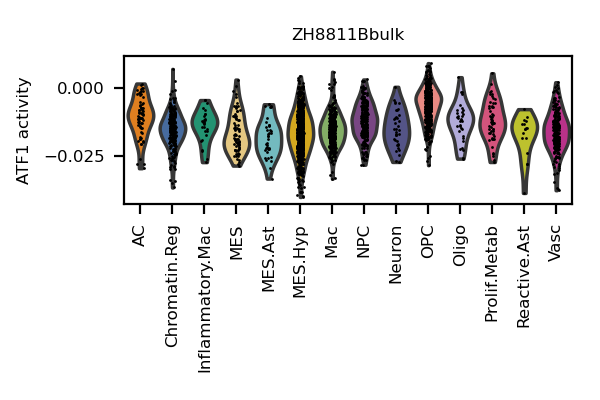 ZH8811Bbulk
ATF1 activity
0.000
−0.025
AC
Chromatin.Reg
Inflammatory.Mac
MES
MES.Ast
MES.Hyp
Mac
NPC
Neuron
OPC
Oligo
Prolif.Metab
Reactive.Ast
Vasc